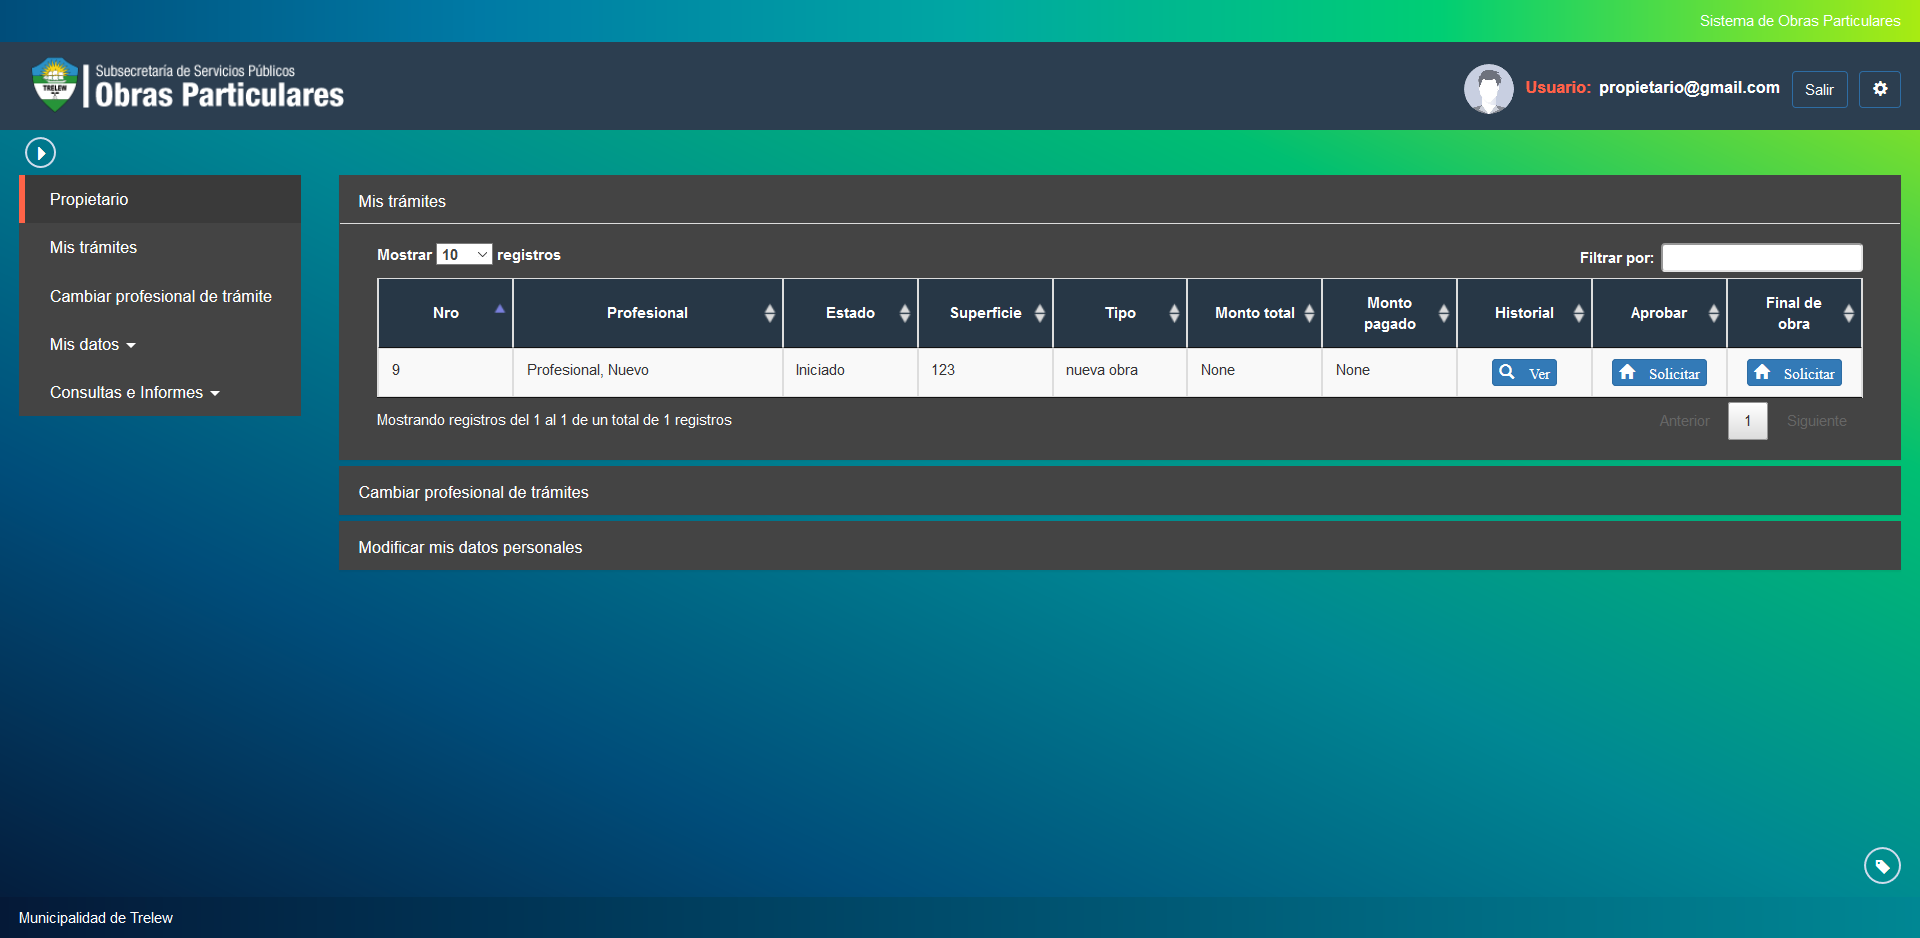 Sistema de Obras Particulares
TRELEW
Subsecretaría de Servicios Públicos
Obras Particulares
Usuario: propietario@gmail.com
Salir
Propietario
Mis trámites
Cambiar profesional de trámite
Mis datos
Consultas e Informes
Mis trámites
Mostrar 10 registros
Filtrar por:
Nro Profesional Estado Superficie Tipo Monto total Monto pagado Historial Aprobar Final de obra
9 Profesional, Nuevo Iniciado 123 nueva obra None None Ver Solicitar Solicitar
Mostrando registros del 1 al 1 de un total de 1 registros
Anterior 1 Siguiente
Cambiar profesional de trámites
Modificar mis datos personales
Municipalidad de Trelew